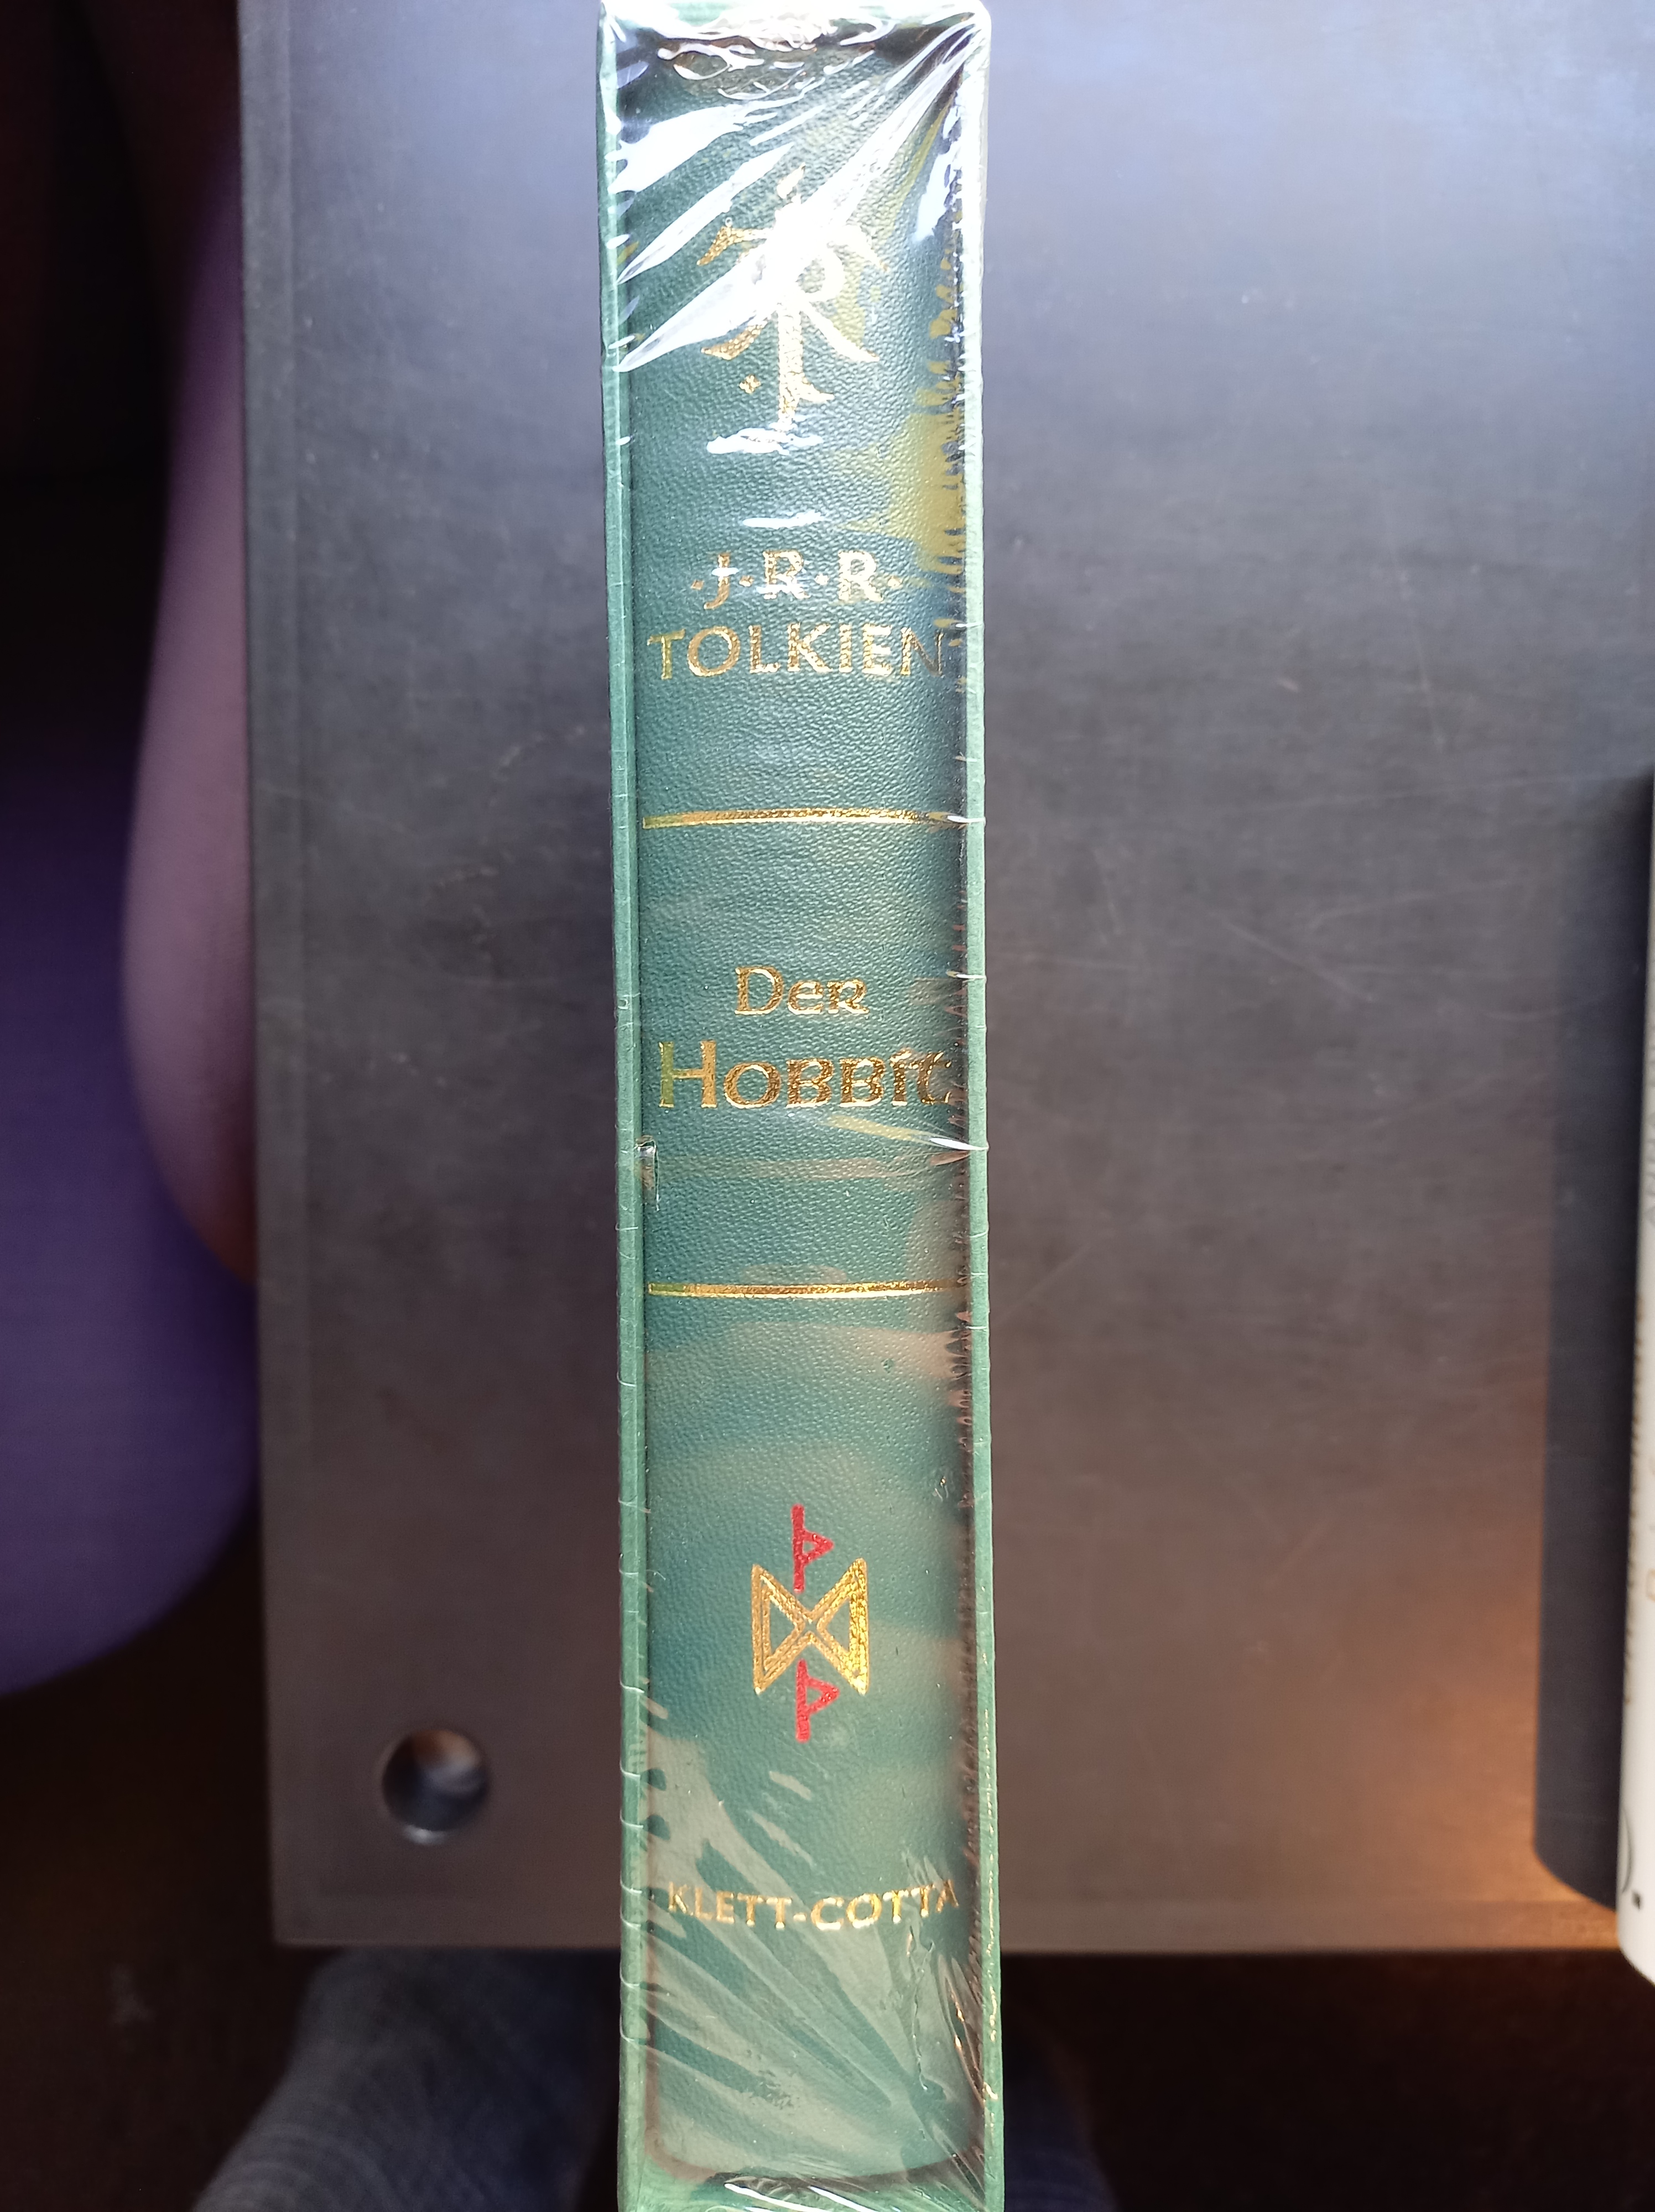 ·J·R·R·
TOLKIEN
Der
Hobbit
KLETT-COTTA